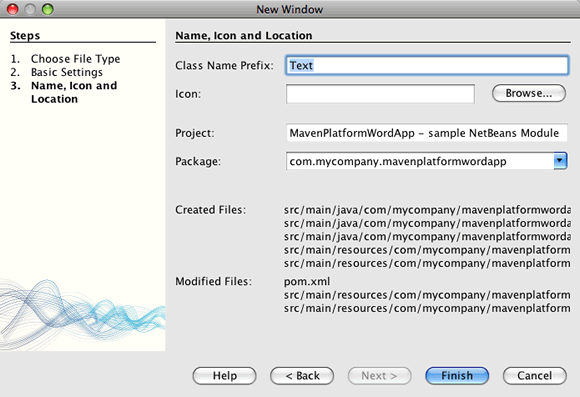 New Window
Steps
1. Choose File Type
2. Basic Settings
3. Name, Icon and
Location
Name, Icon and Location
Class Name Prefix: Text
Icon: Browse...
Project: MavenPlatformWordApp - sample NetBeans Module
Package: com.mycompany.mavenplatformwordapp
Created Files: src/main/java/com/mycompany/mavenplatformworda
src/main/java/com/mycompany/mavenplatformworda
src/main/java/com/mycompany/mavenplatformworda
src/main/resources/com/mycompany/mavenplatform
src/main/resources/com/mycompany/mavenplatform
Modified Files: pom.xml
src/main/resources/com/mycompany/mavenplatform
src/main/resources/com/mycompany/mavenplatform
Help < Back Next > Finish Cancel